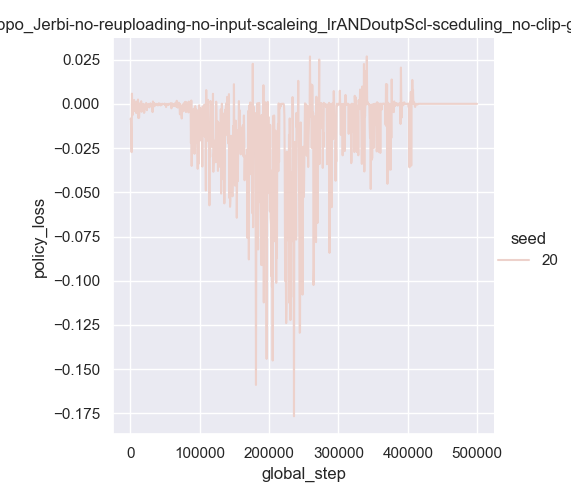 ppo_Jerbi-no-reuploading-no-input-scaleing_lrANDoutpScl-sceduling_no-clip-g
0.025
0.000
−0.025
−0.050
−0.075
−0.100
−0.125
−0.150
−0.175
policy_loss
0 100000 200000 300000 400000 500000
global_step
seed
20